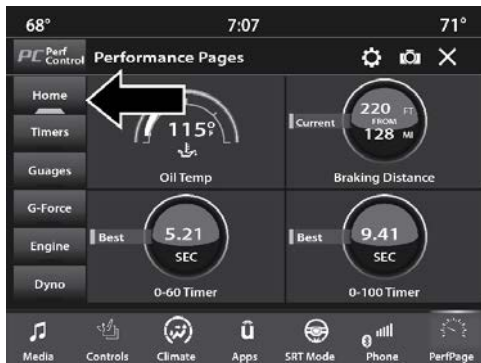 68° 7:07 71°
PC Perf Control Performance Pages
Home
Timers
Guages
G-Force
Engine
Dyno
115°
Oil Temp
Current
220 FT
FROM
128 MI
Braking Distance
Best
5.21
SEC
0-60 Timer
Best
9.41
SEC
0-100 Timer
Media Controls Climate Apps SRT Mode Phone PerfPage